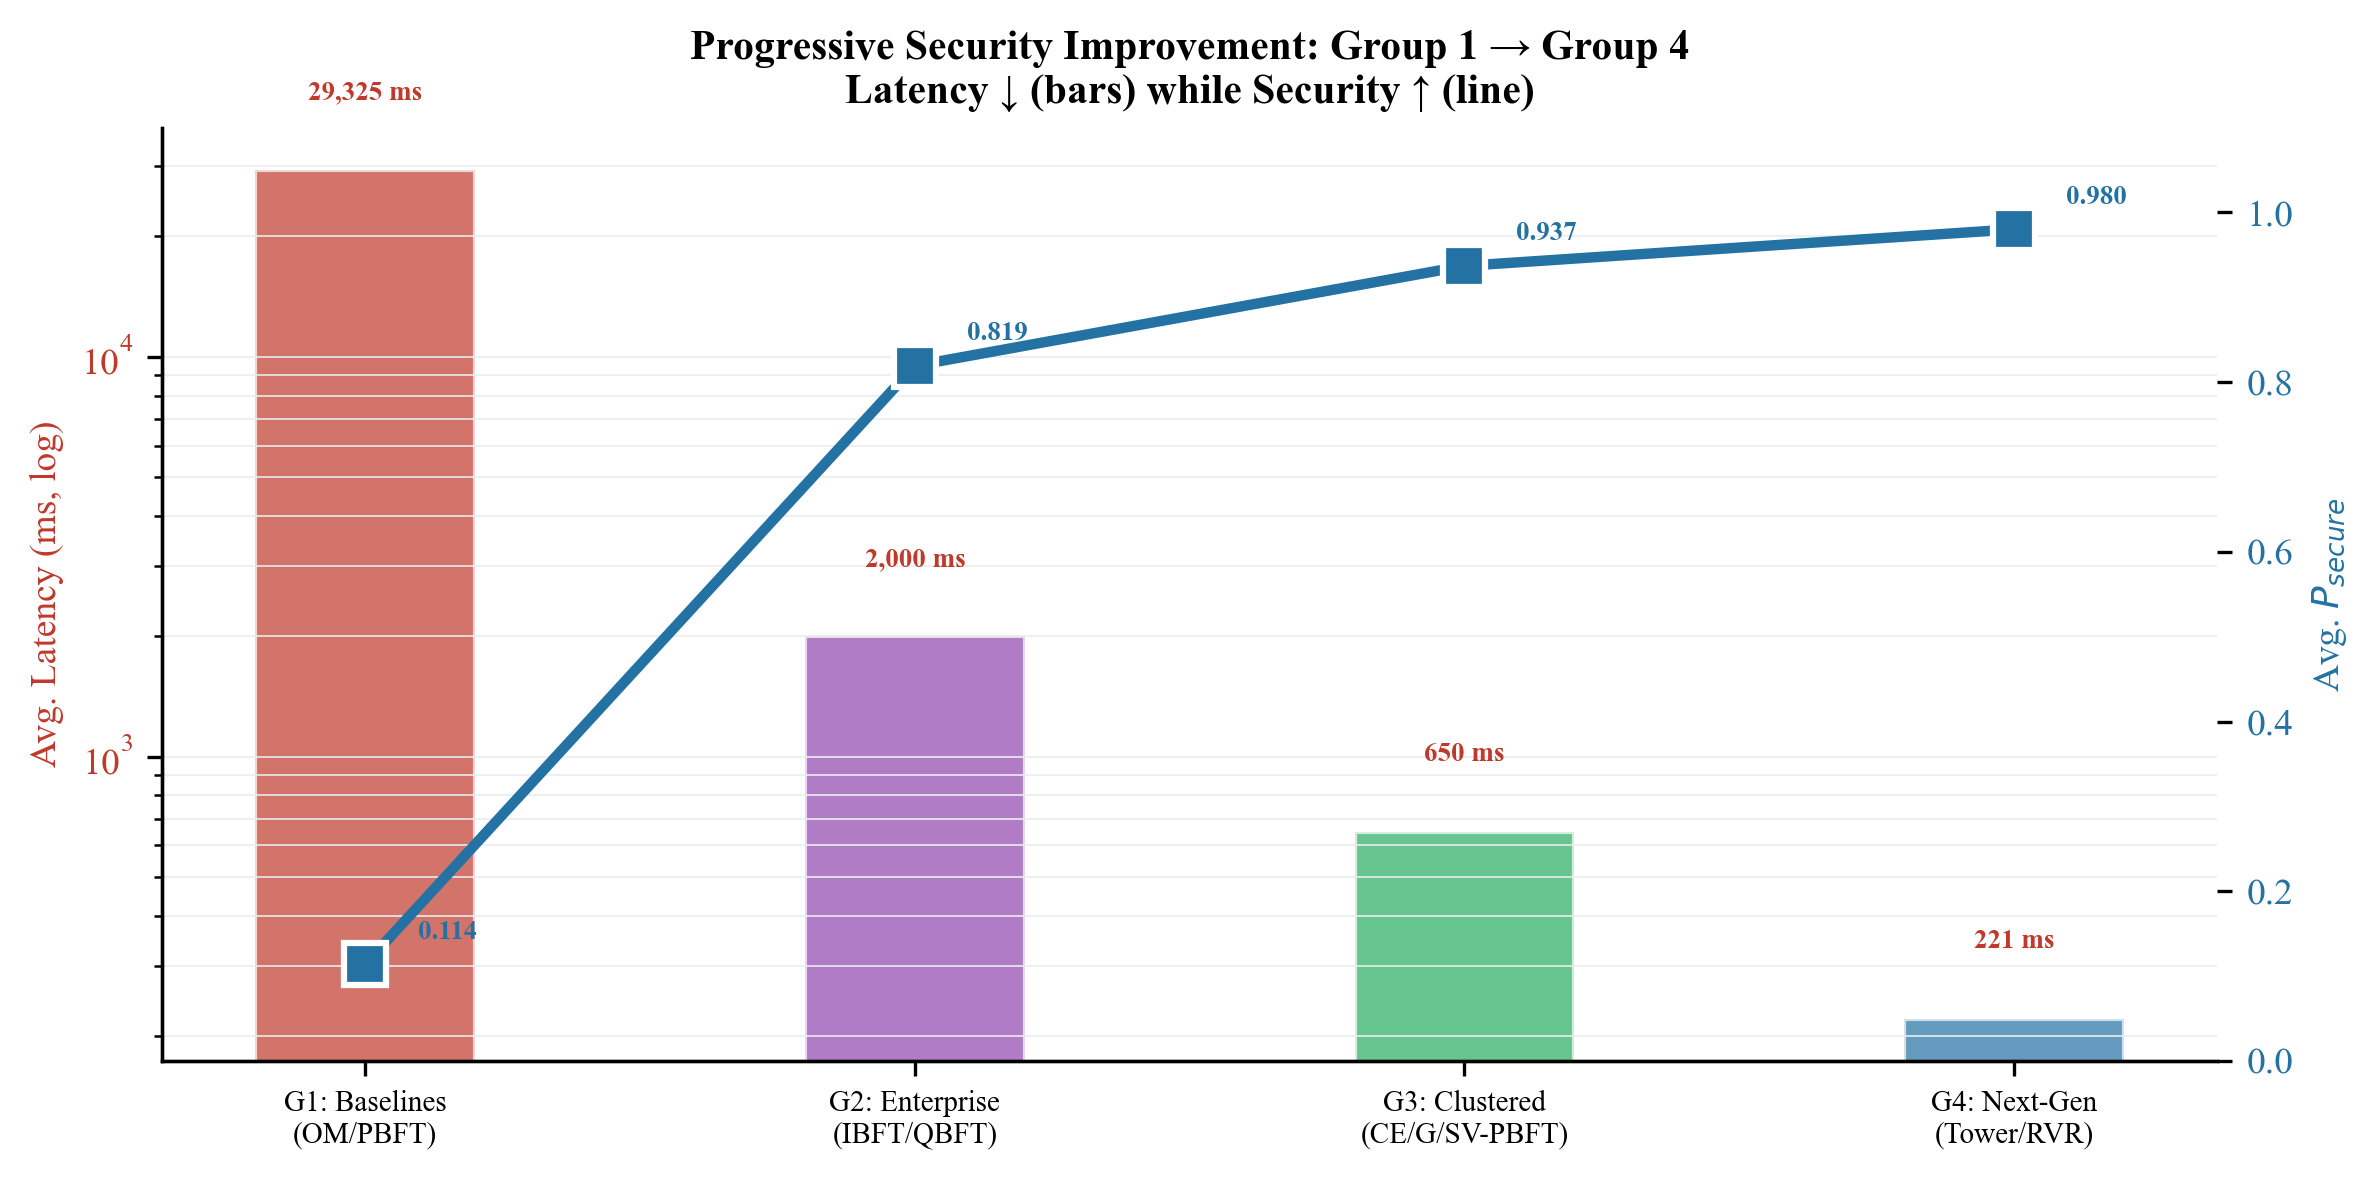 Progressive Security Improvement: Group 1 → Group 4
Latency ↓ (bars) while Security ↑ (line)
29,325 ms
2,000 ms
650 ms
221 ms
0.114
0.819
0.937
0.980
Avg. Latency (ms, log)
10^4
10^3
Avg. P_secure
1.0
0.8
0.6
0.4
0.2
0.0
G1: Baselines
(OM/PBFT)
G2: Enterprise
(IBFT/QBFT)
G3: Clustered
(CE/G/SV-PBFT)
G4: Next-Gen
(Tower/RVR)